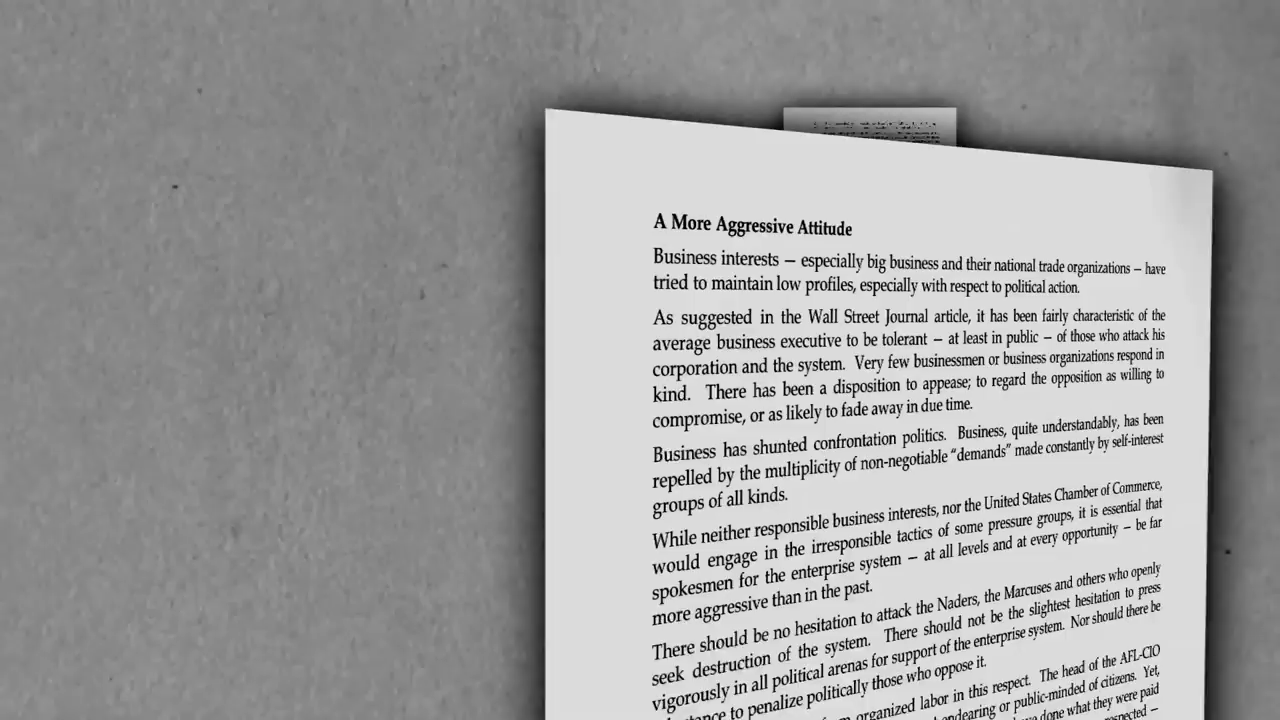 A More Aggressive Attitude
Business interests – especially big business and their national trade organizations – have
tried to maintain low profiles, especially with respect to political action.
As suggested in the Wall Street Journal article, it has been fairly characteristic of the
average business executive to be tolerant – at least in public – of those who attack his
corporation and the system. Very few businessmen or business organizations respond in
kind. There has been a disposition to appease; to regard the opposition as willing to
compromise, or as likely to fade away in due time.
Business has shunted confrontation politics. Business, quite understandably, has been
repelled by the multiplicity of non-negotiable “demands” made constantly by self-interest
groups of all kinds.
While neither responsible business interests, nor the United States Chamber of Commerce,
would engage in the irresponsible tactics of some pressure groups, it is essential that
spokesmen for the enterprise system – at all levels and at every opportunity – be far
more aggressive than in the past.
There should be no hesitation to attack the Naders, the Marcuses and others who openly
seek destruction of the system. There should not be the slightest hesitation to press
vigorously in all political arenas for support of the enterprise system. Nor should there be
to penalize politically those who oppose it.
organized labor in this respect. The head of the AFL-CIO
or public-minded of citizens. Yet,
done what they were paid